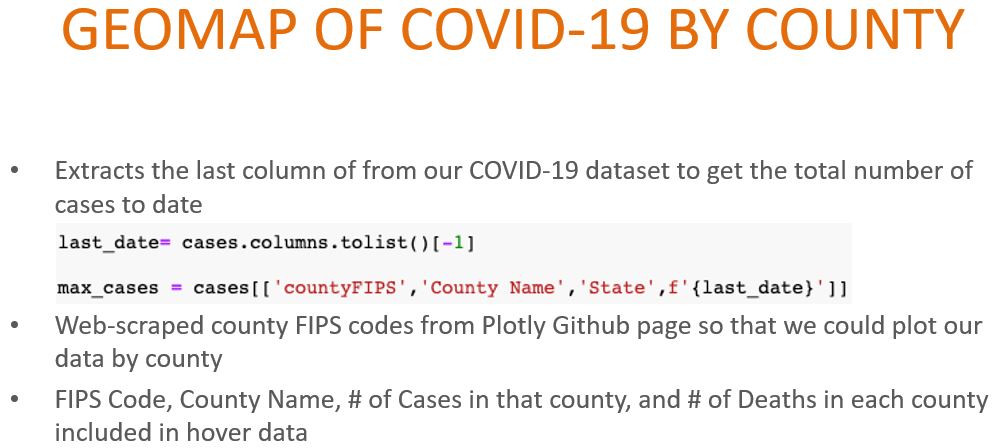 GEOMAP OF COVID-19 BY COUNTY
• Extracts the last column of from our COVID-19 dataset to get the total number of
cases to date
last_date= cases.columns.tolist()[-1]
max_cases = cases[['countyFIPS','County Name','State',f'{last_date}']]
• Web-scraped county FIPS codes from Plotly Github page so that we could plot our
data by county
• FIPS Code, County Name, # of Cases in that county, and # of Deaths in each county
included in hover data